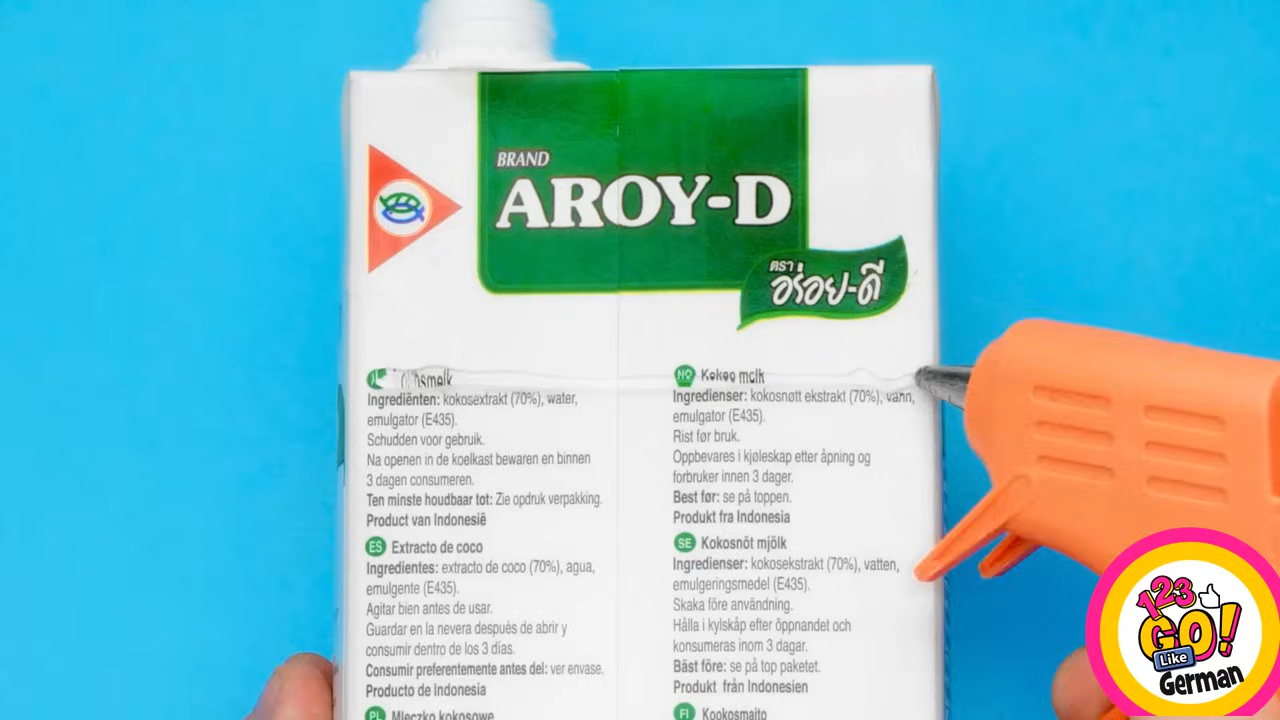 BRAND
AROY-D
ตรา
อร่อย-ดี
Ingrediënten: kokosextrakt (70%), water,
emulgator (E435).
Schudden voor gebruik.
Na openen in de koelkast bewaren en binnen
3 dagen consumeren.
Ten minste houdbaar tot: Zie opdruk verpakking.
Product van Indonesië
ES Extracto de coco
Ingredientes: extracto de coco (70%), agua,
emulgente (E435).
Agitar bien antes de usar.
Guardar en la nevera después de abrir y
consumir dentro de los 3 días.
Consumir preferentemente antes del: ver envase.
Producto de Indonesia
PL Mleczko kokosowe
NO Kokos melk
Ingredienser: kokosnøtt ekstrakt (70%), vann,
emulgator (E435).
Rist før bruk.
Oppbevares i kjøleskap etter åpning og
forbruker innen 3 dager.
Best før: se på toppen.
Produkt fra Indonesia
SE Kokosnöt mjölk
Ingredienser: kokosekstrakt (70%), vatten,
emulgeringsmedel (E435).
Skaka före användning.
Hålla i kylskåp efter öppnandet och
konsumeras inom 3 dagar.
Bäst före: se på top paketet.
Produkt från Indonesien
FI Kookosmaito
123
GO!
Like
German